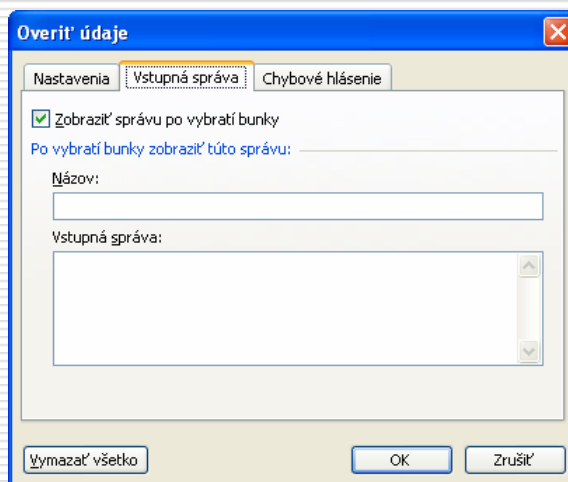 Overiť údaje
Nastavenia Vstupná správa Chybové hlásenie
Zobraziť správu po vybratí bunky
Po vybratí bunky zobraziť túto správu:
Názov:
Vstupná správa:
Vymazať všetko OK Zrušiť